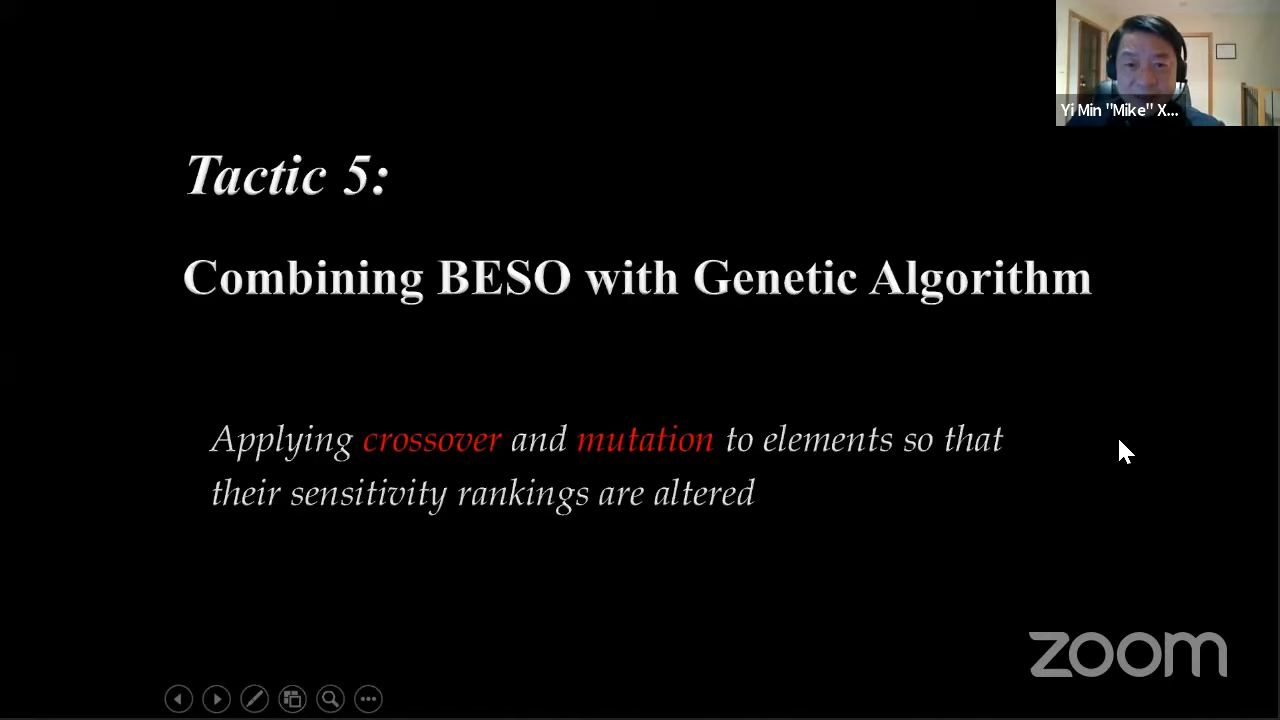 Yi Min "Mike" X...
Tactic 5:
Combining BESO with Genetic Algorithm
Applying crossover and mutation to elements so that
their sensitivity rankings are altered
zoom